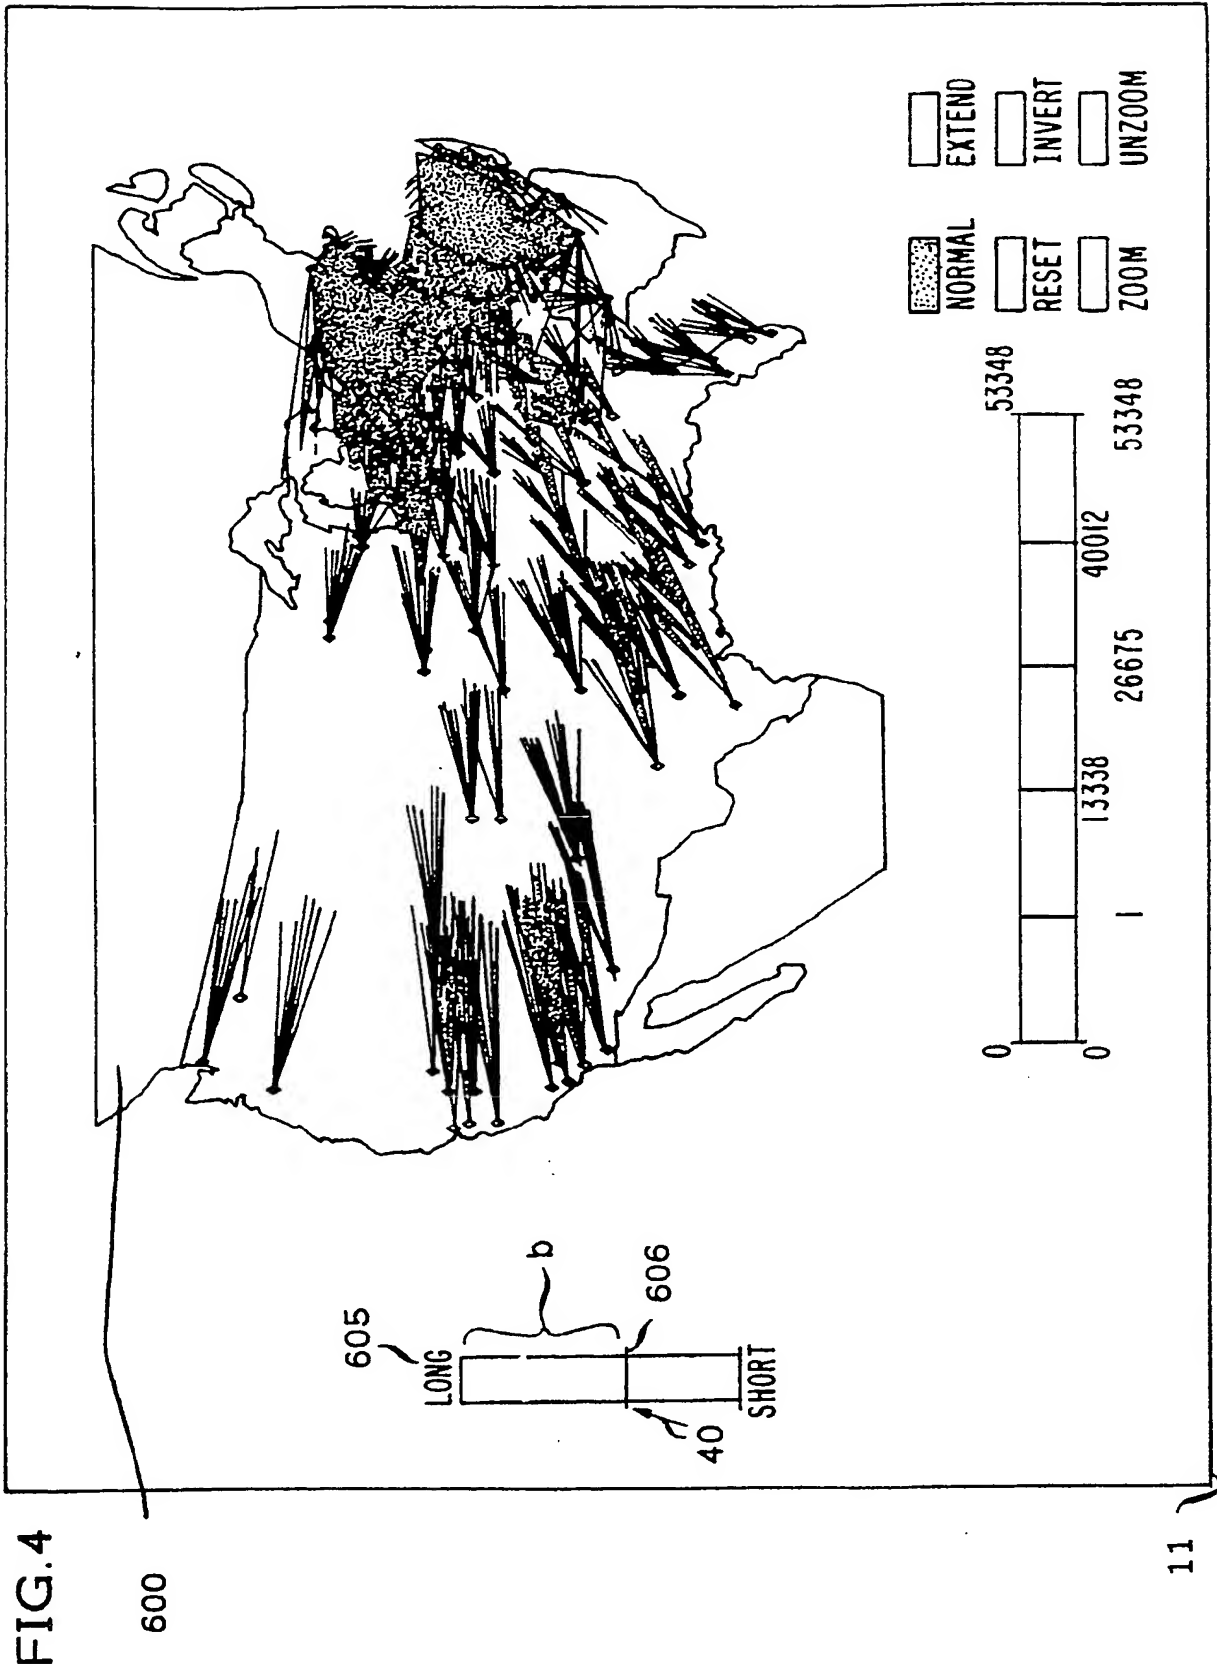 FIG.4
600
11
605
LONG
b
606
40
SHORT
0
53348
0
1
13338
26675
40012
53348
NORMAL
EXTEND
RESET
INVERT
ZOOM
UNZOOM